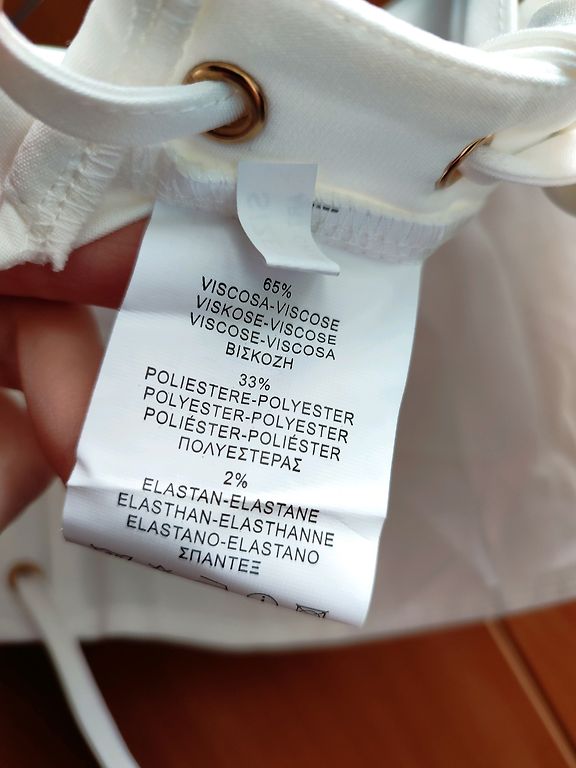 65%
VISCOSA-VISCOSE
VISKOSE-VISCOSE
VISCOSE-VISCOSA
ΒΙΣΚΟΖΗ
33%
POLIESTERE-POLYESTER
POLYESTER-POLYESTER
POLIÉSTER-POLIÉSTER
ΠΟΛΥΕΣΤΕΡΑΣ
2%
ELASTAN-ELASTANE
ELASTHAN-ELASTHANNE
ELASTANO-ELASTANO
ΣΠΑΝΤΕΞ